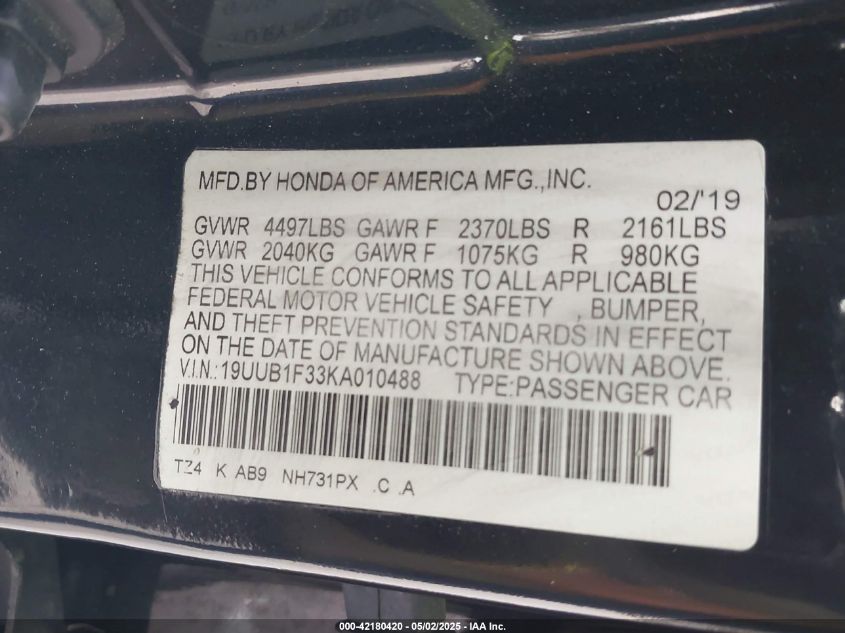 MFD.BY HONDA OF AMERICA MFG.,INC.
02/'19
GVWR 4497LBS GAWR F 2370LBS R 2161LBS
GVWR 2040KG GAWR F 1075KG R 980KG
THIS VEHICLE CONFORMS TO ALL APPLICABLE
FEDERAL MOTOR VEHICLE SAFETY , BUMPER,
AND THEFT PREVENTION STANDARDS IN EFFECT
ON THE DATE OF MANUFACTURE SHOWN ABOVE.
V.I.N.:19UUB1F33KA010488 TYPE:PASSENGER CAR
TZ4 K AB9 NH731PX .C .A
000-42180420 - 05/02/2025 - IAA Inc.